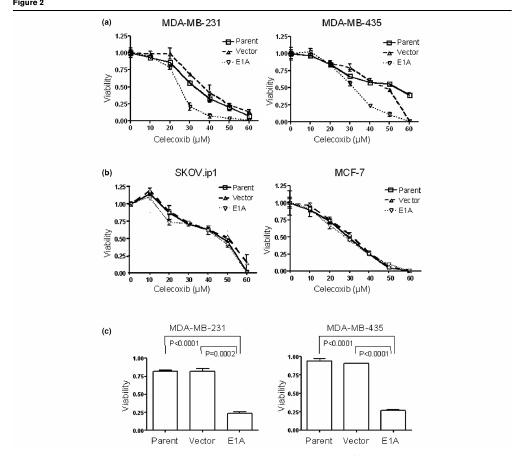 Figure 2
(a)
MDA-MB-231
MDA-MB-435
Viability
1.25
1.00
0.75
0.50
0.25
0.00
0 10 20 30 40 50 60
Celecoxib (µM)
Parent
Vector
E1A
Viability
1.25
1.00
0.75
0.50
0.25
0.00
0 10 20 30 40 50 60
Celecoxib (µM)
Parent
Vector
E1A
(b)
SKOV.ip1
MCF-7
Viability
1.25
1.00
0.75
0.50
0.25
0.00
0 10 20 30 40 50 60
Celecoxib (µM)
Parent
Vector
E1A
Viability
1.25
1.00
0.75
0.50
0.25
0.00
0 10 20 30 40 50 60
Celecoxib (µM)
Parent
Vector
E1A
(c)
MDA-MB-231
MDA-MB-435
P<0.0001
P=0.0002
Viability
1.00
0.75
0.50
0.25
0.00
Parent Vector E1A
P<0.0001
P<0.0001
Viability
1.00
0.75
0.50
0.25
0.00
Parent Vector E1A